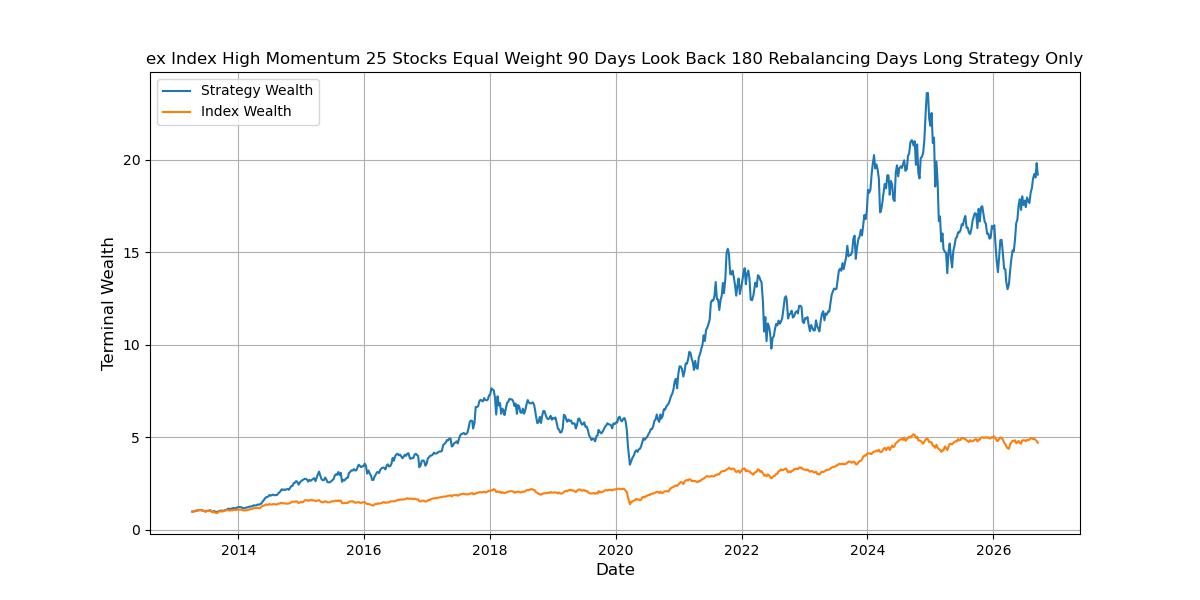 ex Index High Momentum 25 Stocks Equal Weight 90 Days Look Back 180 Rebalancing Days Long Strategy Only
Strategy Wealth
Index Wealth
Terminal Wealth
20
15
10
5
0
2014 2016 2018 2020 2022 2024 2026
Date